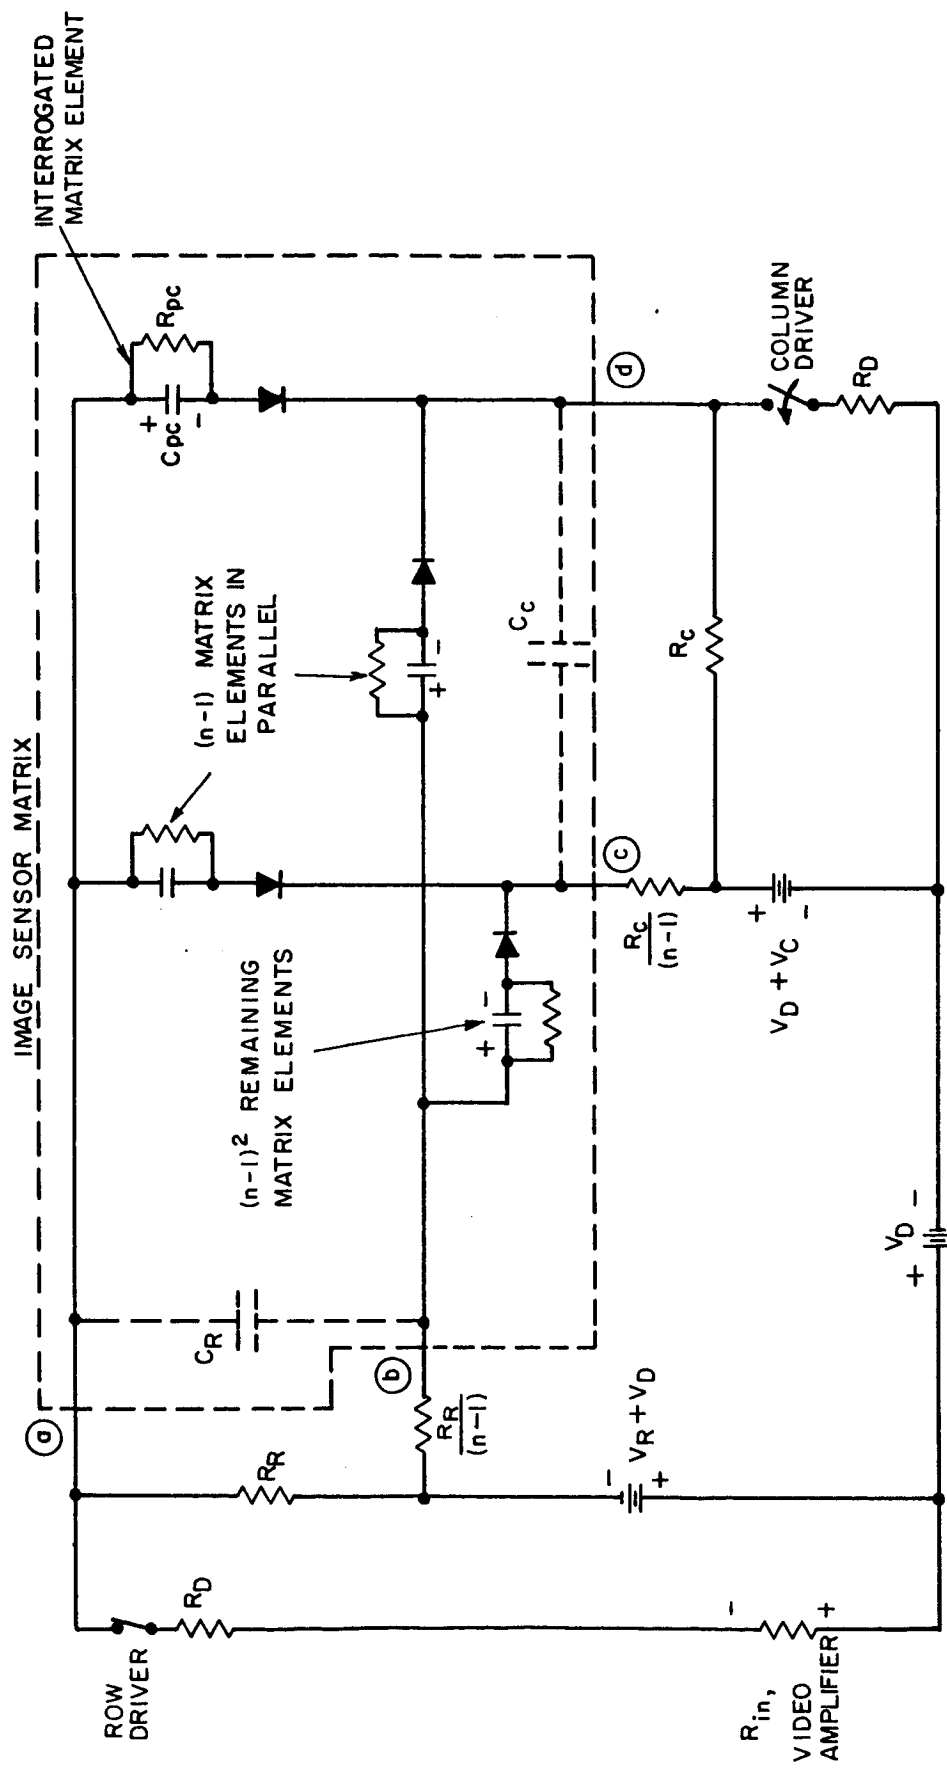 IMAGE SENSOR MATRIX
INTERROGATED
MATRIX ELEMENT
(n-1) MATRIX
ELEMENTS IN
PARALLEL
(n-1)² REMAINING
MATRIX ELEMENTS
a
b
c
d
+
-
Cpc
Rpc
CR
+
-
+
-
CC
ROW
DRIVER
RD
RR
RR
(n-1)
-
VR + VD
+
RC
(n-1)
RC
+
VD + VC
-
COLUMN
DRIVER
RD
-
+
Rin,
VIDEO
AMPLIFIER
+
VD
-